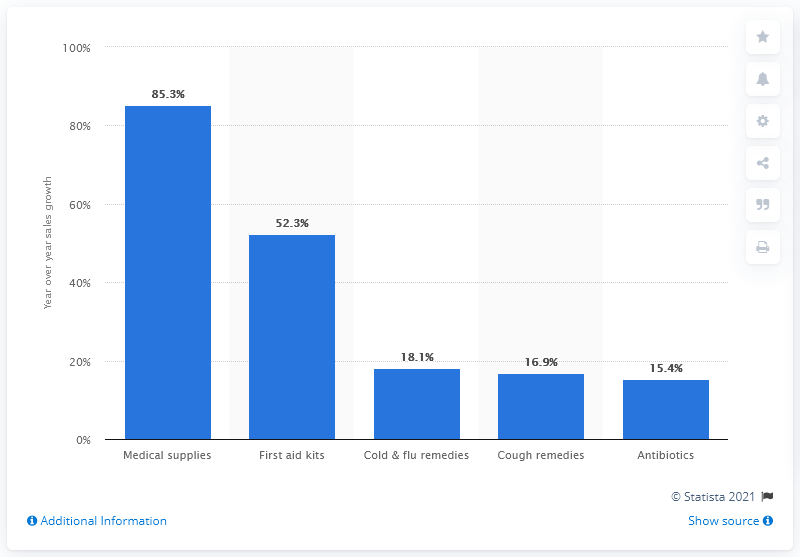 100%
80%
60%
40%
20%
0%
Year over year sales growth
85.3%
52.3%
18.1%
16.9%
15.4%
Medical supplies
First aid kits
Cold & flu remedies
Cough remedies
Antibiotics
© Statista 2021
Additional Information
Show source